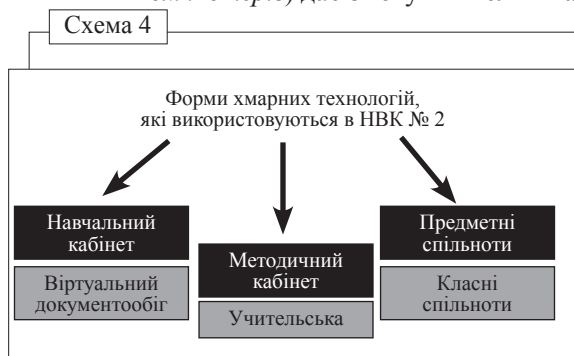 Схема 4
Форми хмарних технологій,
які використовуються в НВК № 2
Навчальний
кабінет
Віртуальний
документообіг
Методичний
кабінет
Учительська
Предметні
спільноти
Класні
спільноти